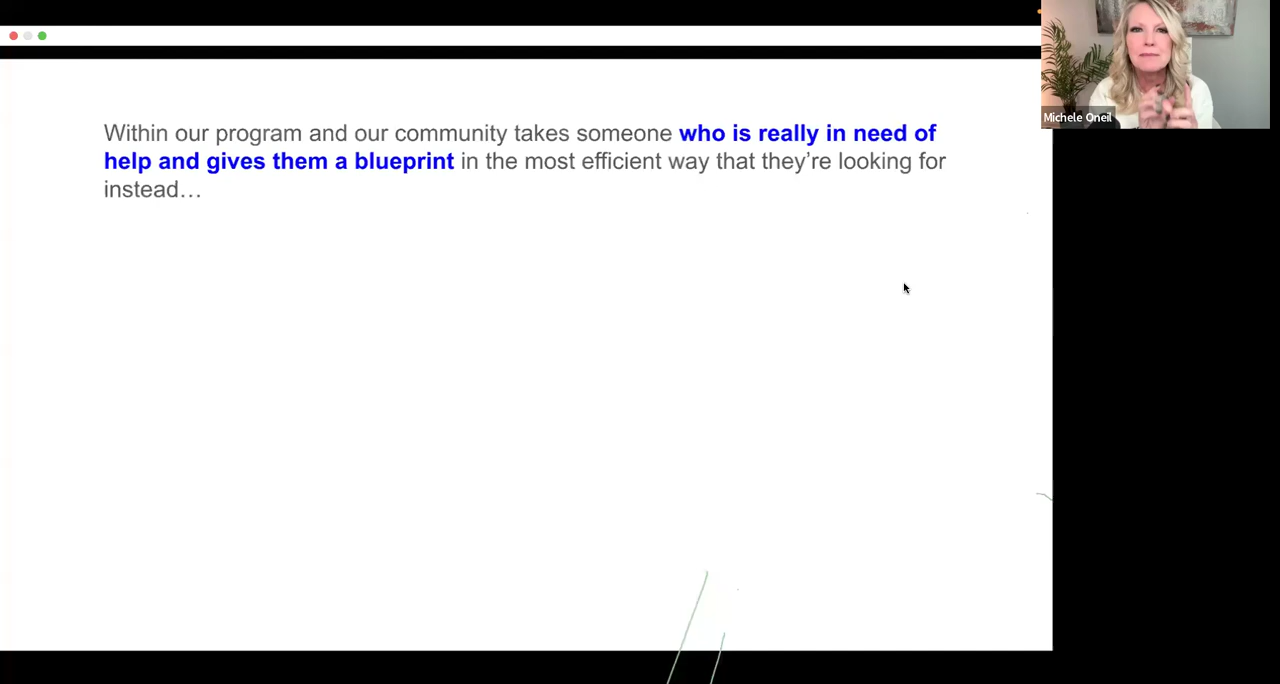 Within our program and our community takes someone who is really in need of
help and gives them a blueprint in the most efficient way that they’re looking for
instead…
Michele Oneil